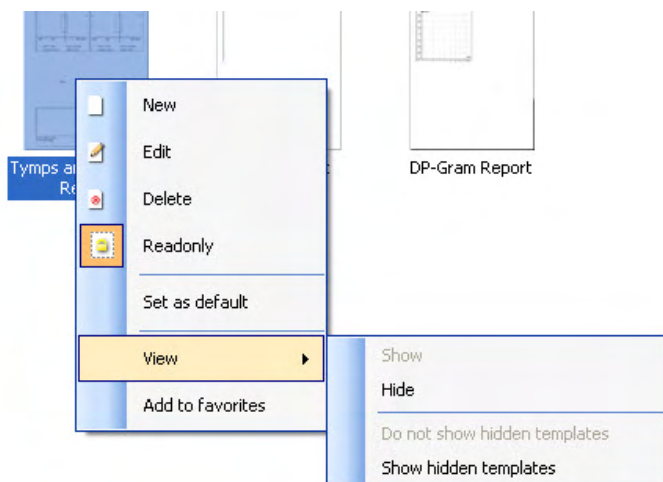 Tymps a
Re
DP-Gram Report
New
Edit
Delete
Readonly
Set as default
View
Add to favorites
Show
Hide
Do not show hidden templates
Show hidden templates